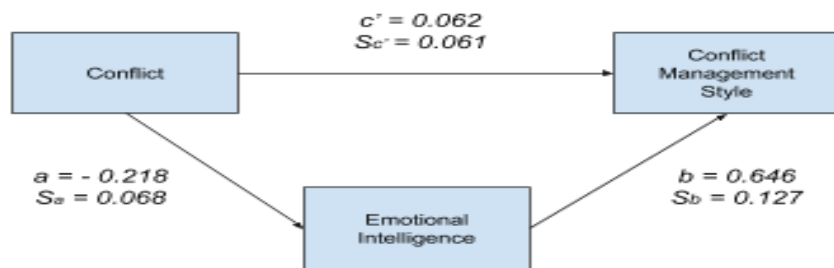 c' = 0.062
Sc' = 0.061
Conflict
Conflict
Management
Style
a = - 0.218
Sa = 0.068
b = 0.646
Sb = 0.127
Emotional
Intelligence